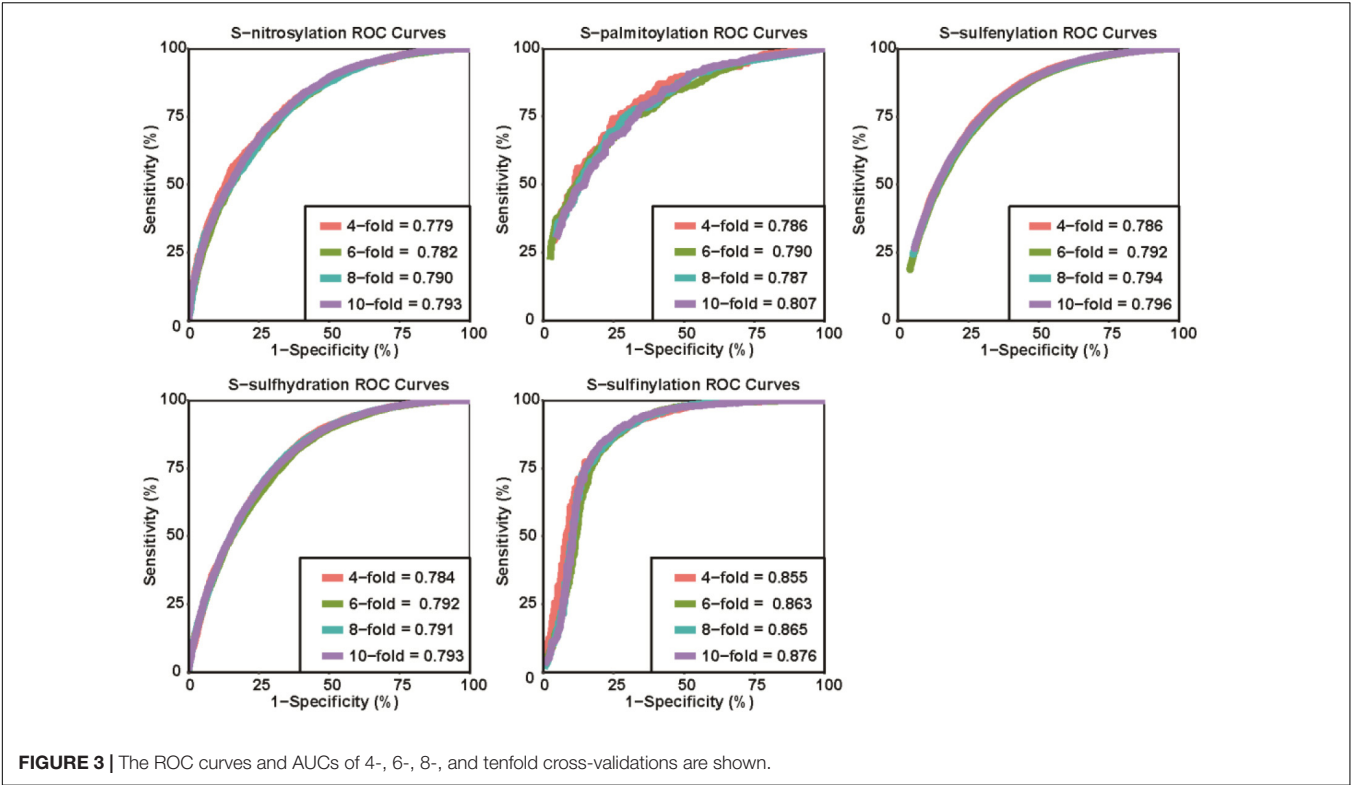 S−nitrosylation ROC Curves
100
75
50
25
0
Sensitivity (%)
0
25
50
75
100
1−Specificity (%)
4−fold = 0.779
6−fold = 0.782
8−fold = 0.790
10−fold = 0.793
S−palmitoylation ROC Curves
100
75
50
25
0
Sensitivity (%)
0
25
50
75
100
1−Specificity (%)
4−fold = 0.786
6−fold = 0.790
8−fold = 0.787
10−fold = 0.807
S−sulfenylation ROC Curves
100
75
50
25
0
Sensitivity (%)
0
25
50
75
100
1−Specificity (%)
4−fold = 0.786
6−fold = 0.792
8−fold = 0.794
10−fold = 0.796
S−sulfhydration ROC Curves
100
75
50
25
0
Sensitivity (%)
0
25
50
75
100
1−Specificity (%)
4−fold = 0.784
6−fold = 0.792
8−fold = 0.791
10−fold = 0.793
S−sulfinylation ROC Curves
100
75
50
25
0
Sensitivity (%)
0
25
50
75
100
1−Specificity (%)
4−fold = 0.855
6−fold = 0.863
8−fold = 0.865
10−fold = 0.876
FIGURE 3 | The ROC curves and AUCs of 4-, 6-, 8-, and tenfold cross-validations are shown.